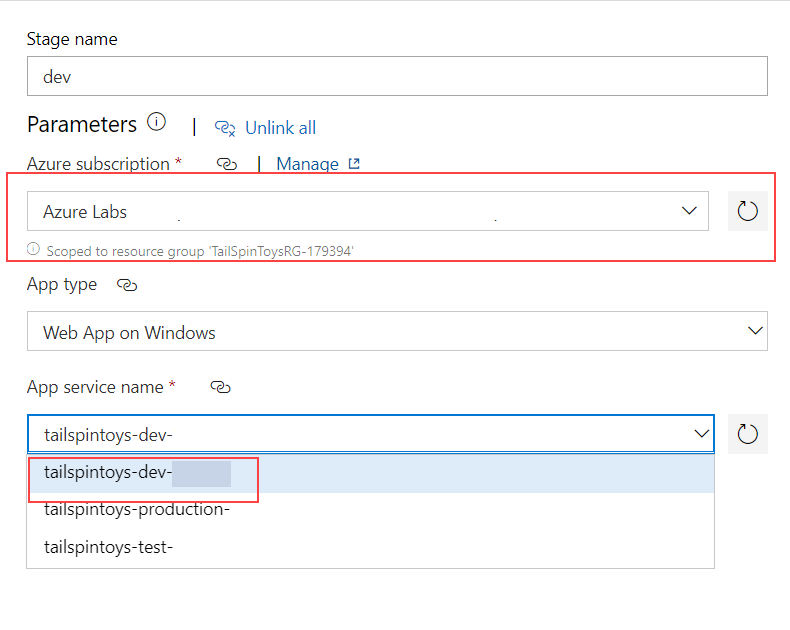 Stage name
dev
Parameters | Unlink all
Azure subscription * | Manage
Azure Labs
Scoped to resource group 'TailSpinToysRG-179394'
App type
Web App on Windows
App service name *
tailspintoys-dev-
tailspintoys-dev-
tailspintoys-production-
tailspintoys-test-